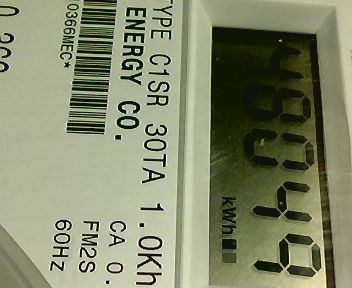 48049
kWh
TYPE C1SR 30TA 1.0Kh
ENERGY CO.
CA 0.
FM2S
0366MEC*
60Hz